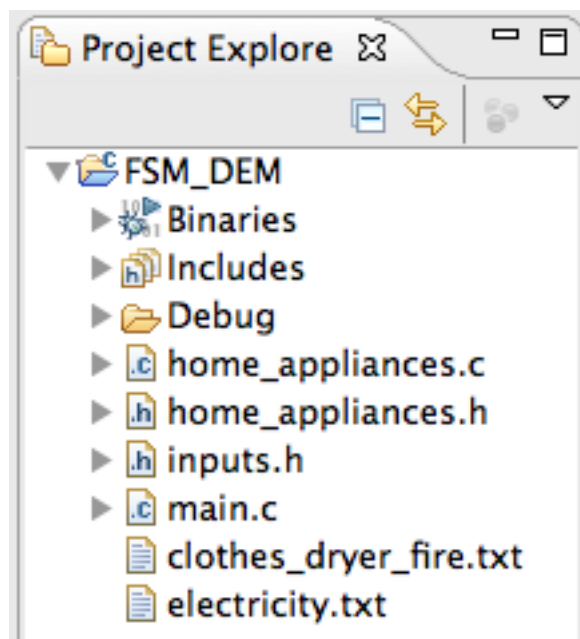 Project Explore
FSM_DEM
Binaries
Includes
Debug
home_appliances.c
home_appliances.h
inputs.h
main.c
clothes_dryer_fire.txt
electricity.txt